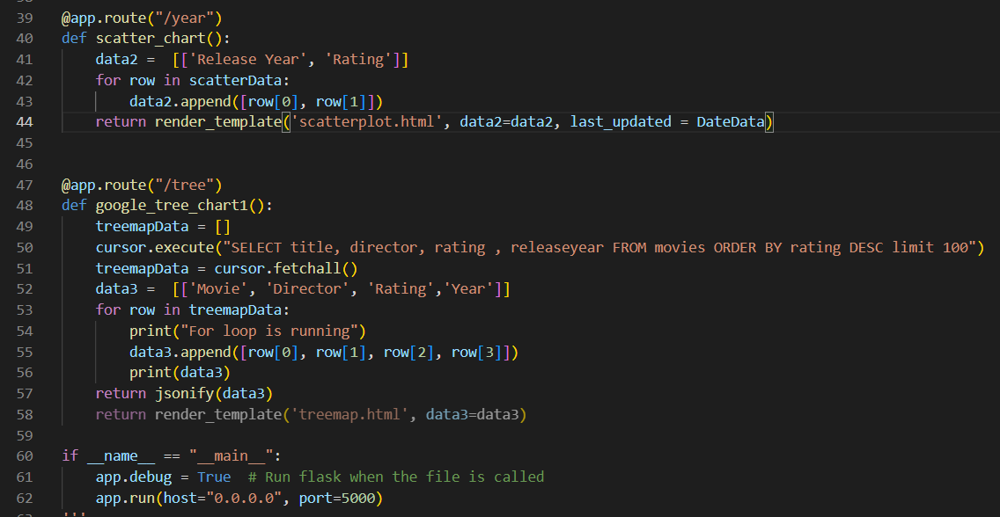 39 @app.route("/year")
40 def scatter_chart():
41     data2 =  [['Release Year', 'Rating']]
42     for row in scatterData:
43         data2.append([row[0], row[1]])
44     return render_template('scatterplot.html', data2=data2, last_updated = DateData)
45
46
47 @app.route("/tree")
48 def google_tree_chart1():
49     treemapData = []
50     cursor.execute("SELECT title, director, rating , releaseyear FROM movies ORDER BY rating DESC limit 100")
51     treemapData = cursor.fetchall()
52     data3 =  [['Movie', 'Director', 'Rating','Year']]
53     for row in treemapData:
54         print("For loop is running")
55         data3.append([row[0], row[1], row[2], row[3]])
56         print(data3)
57     return jsonify(data3)
58     return render_template('treemap.html', data3=data3)
59
60 if __name__ == "__main__":
61     app.debug = True  # Run flask when the file is called
62     app.run(host="0.0.0.0", port=5000)